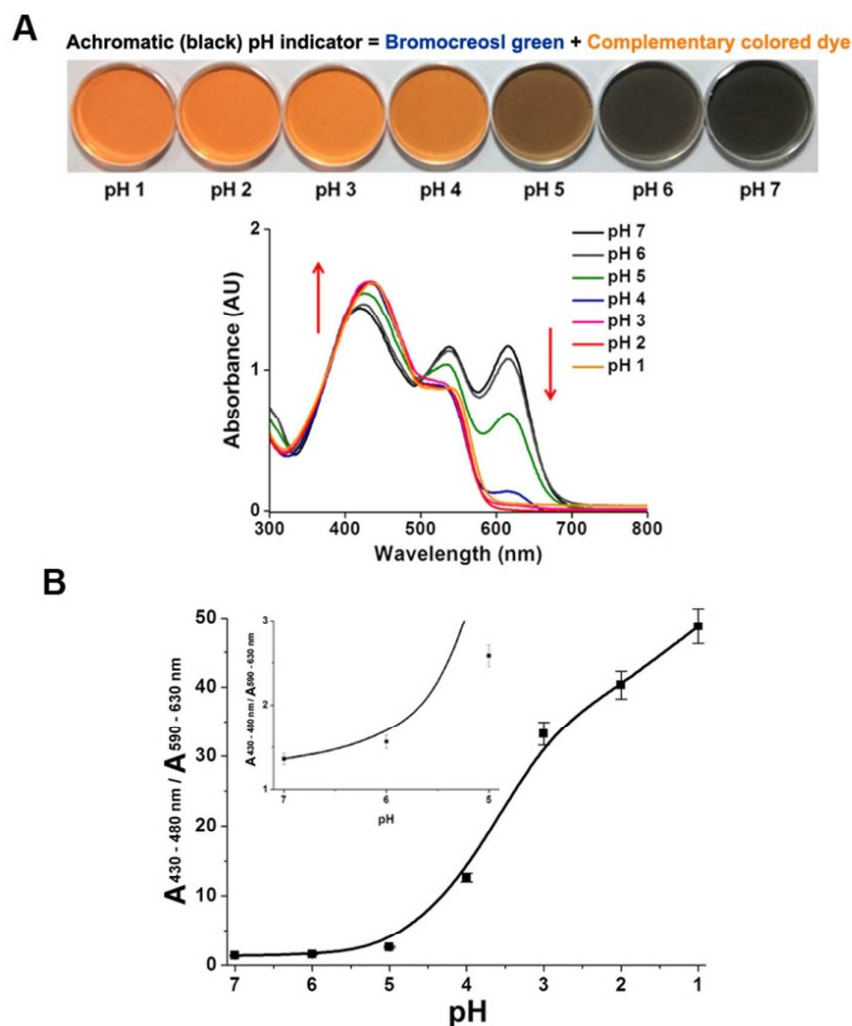 A
Achromatic (black) pH indicator = Bromocreosl green + Complementary colored dye
pH 1 pH 2 pH 3 pH 4 pH 5 pH 6 pH 7
Absorbance (AU)
2
1
0
300 400 500 600 700 800
Wavelength (nm)
pH 7
pH 6
pH 5
pH 4
pH 3
pH 2
pH 1
B
A430 - 480 nm / A590 - 630 nm
50
40
30
20
10
0
7 6 5 4 3 2 1
pH
A430 - 480 nm / A590 - 630 nm
3
2
1
7 6 5
pH